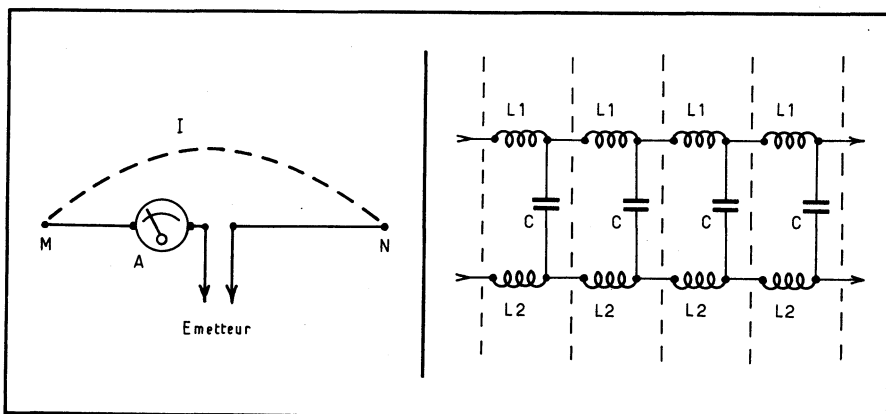 I
M
A
N
Emetteur
L1 L1 L1 L1
C C C C
L2 L2 L2 L2